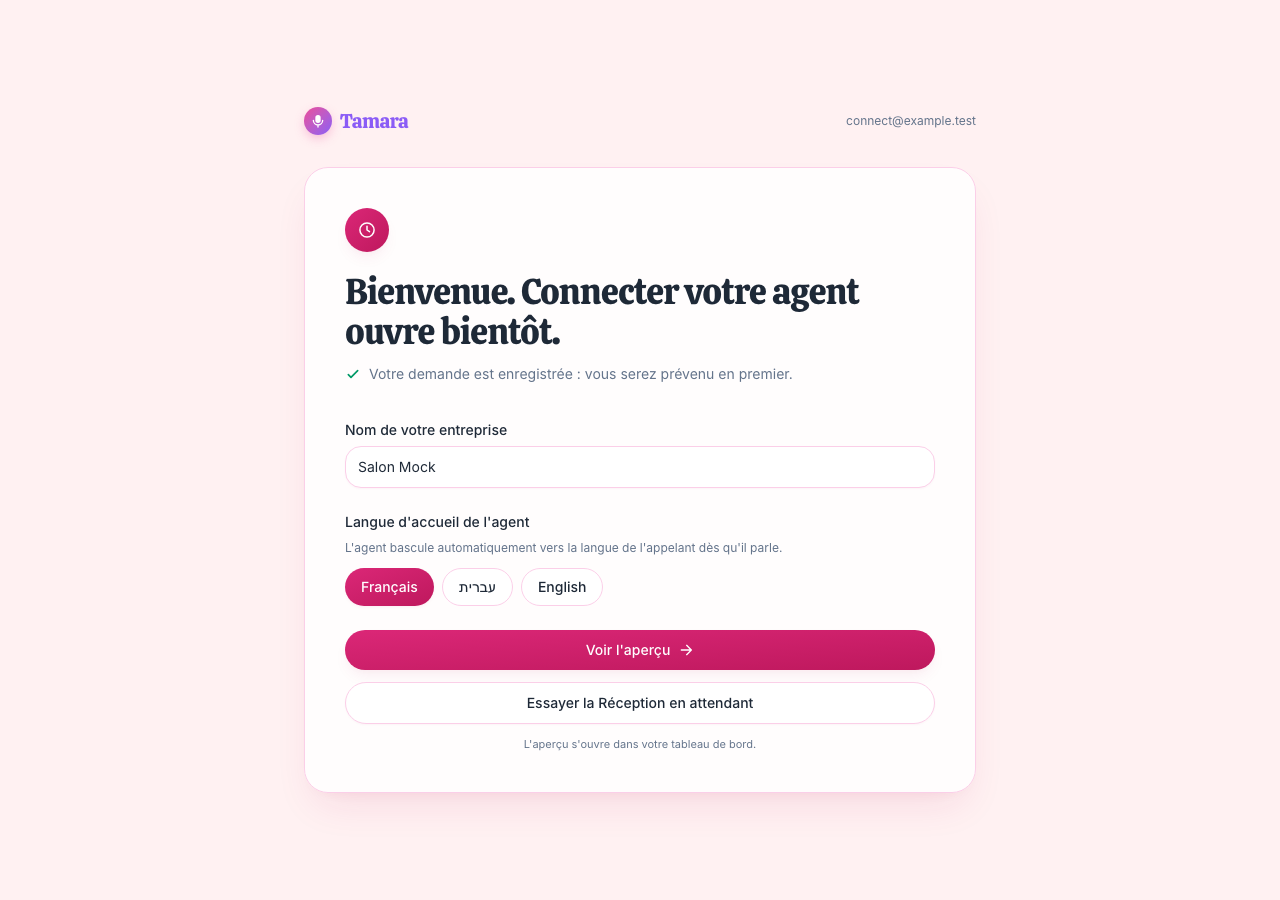 Tamara
connect@example.test
Bienvenue. Connecter votre agent
ouvre bientôt.
Votre demande est enregistrée : vous serez prévenu en premier.
Nom de votre entreprise
Salon Mock
Langue d'accueil de l'agent
L'agent bascule automatiquement vers la langue de l'appelant dès qu'il parle.
Français עברית English
Voir l'aperçu
Essayer la Réception en attendant
L'aperçu s'ouvre dans votre tableau de bord.